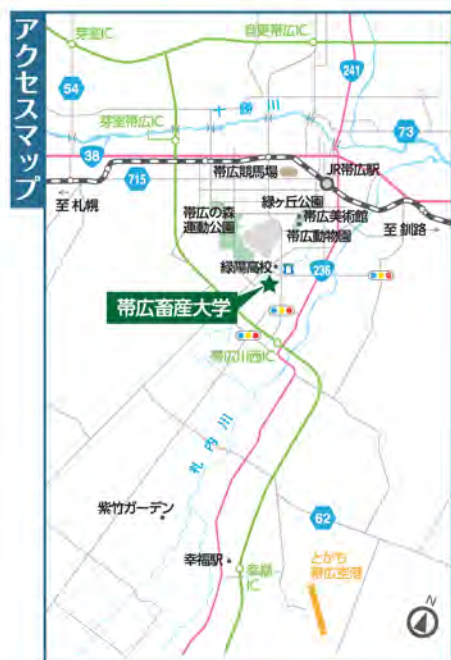 アクセスマップ
芽室IC
音更帯広IC
54
241
十勝川
芽室帯広IC
73
38
帯広競馬場
JR帯広駅
715
緑ヶ丘公園
至 札幌
帯広の森
運動公園
帯広美術館
帯広動物園
至 釧路
緑陽高校
236
帯広畜産大学
帯広川西IC
札内川
紫竹ガーデン
62
幸福駅
幸福
IC
とかち
帯広空港
N